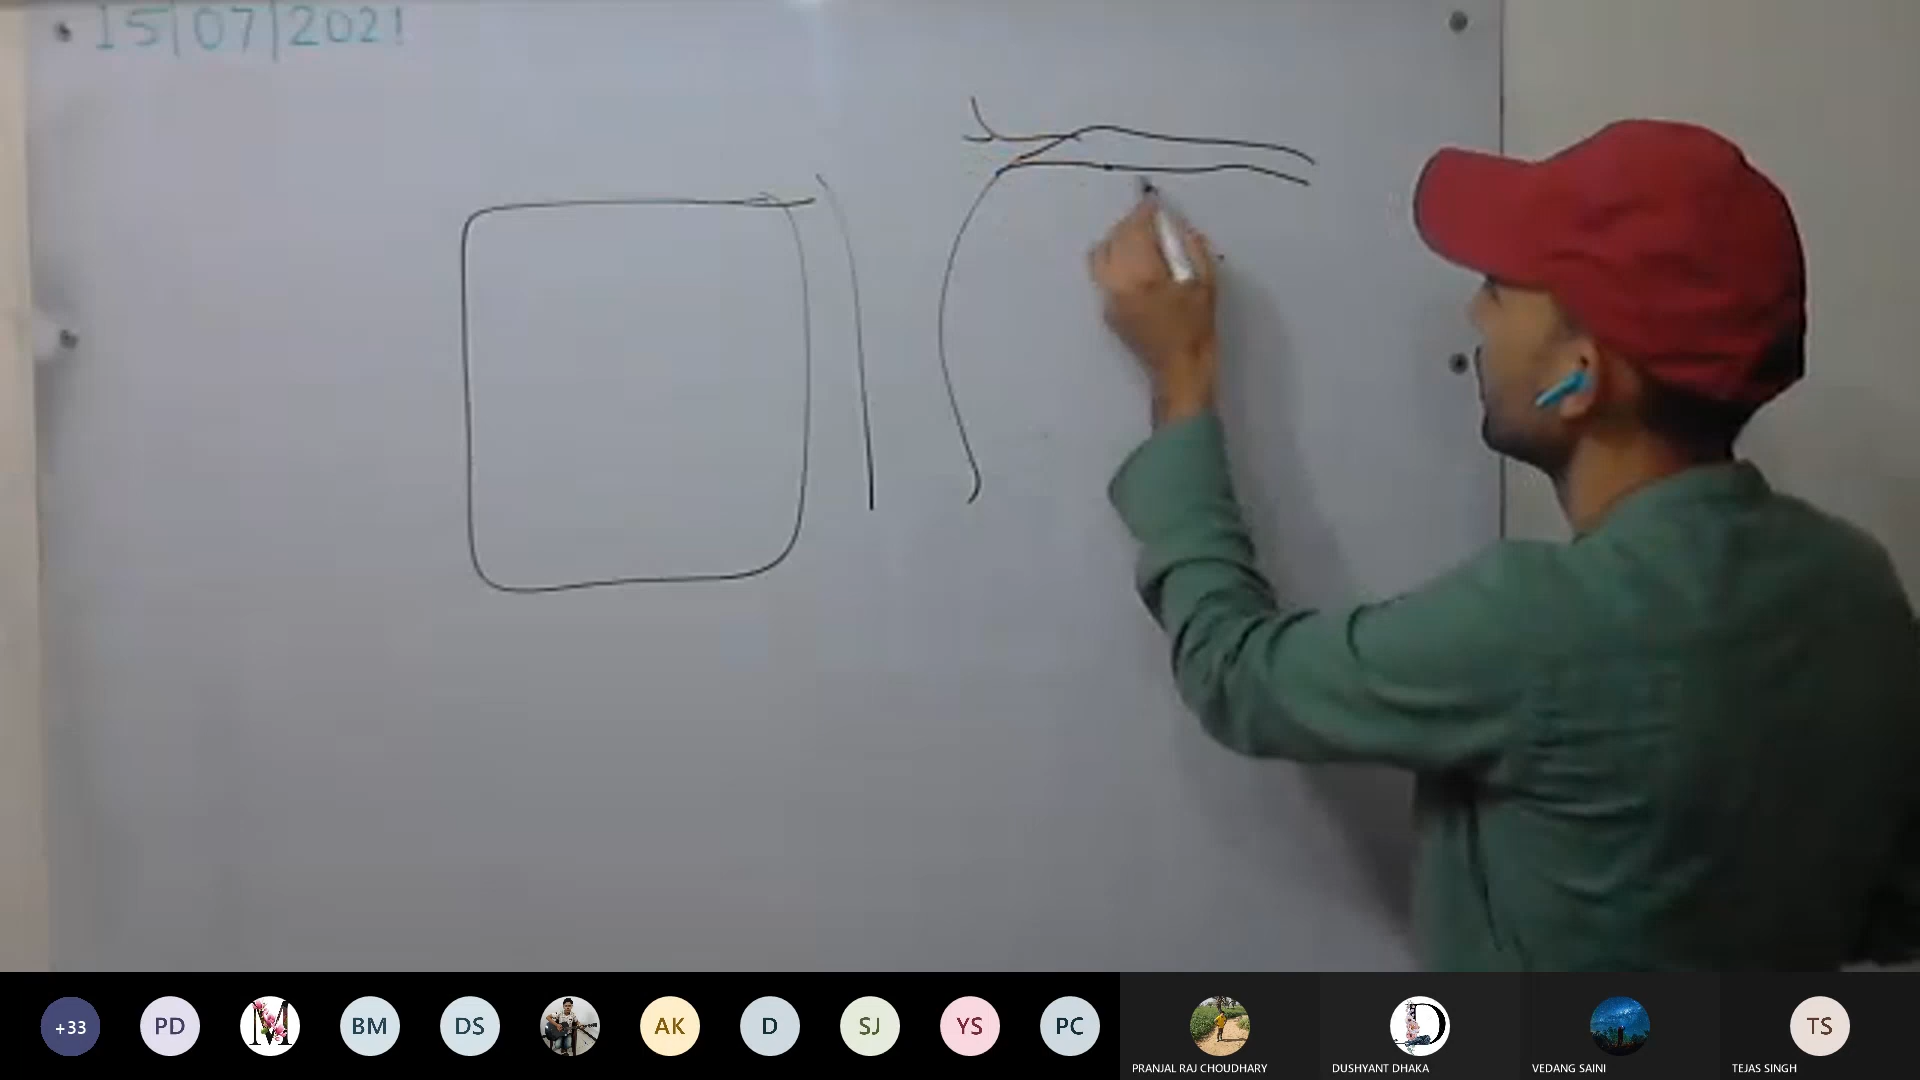 15|07|2021
+33
PD
M
BM
DS
AK
D
SJ
YS
PC
D
TS
PRANJAL RAJ CHOUDHARY
DUSHYANT DHAKA
VEDANG SAINI
TEJAS SINGH